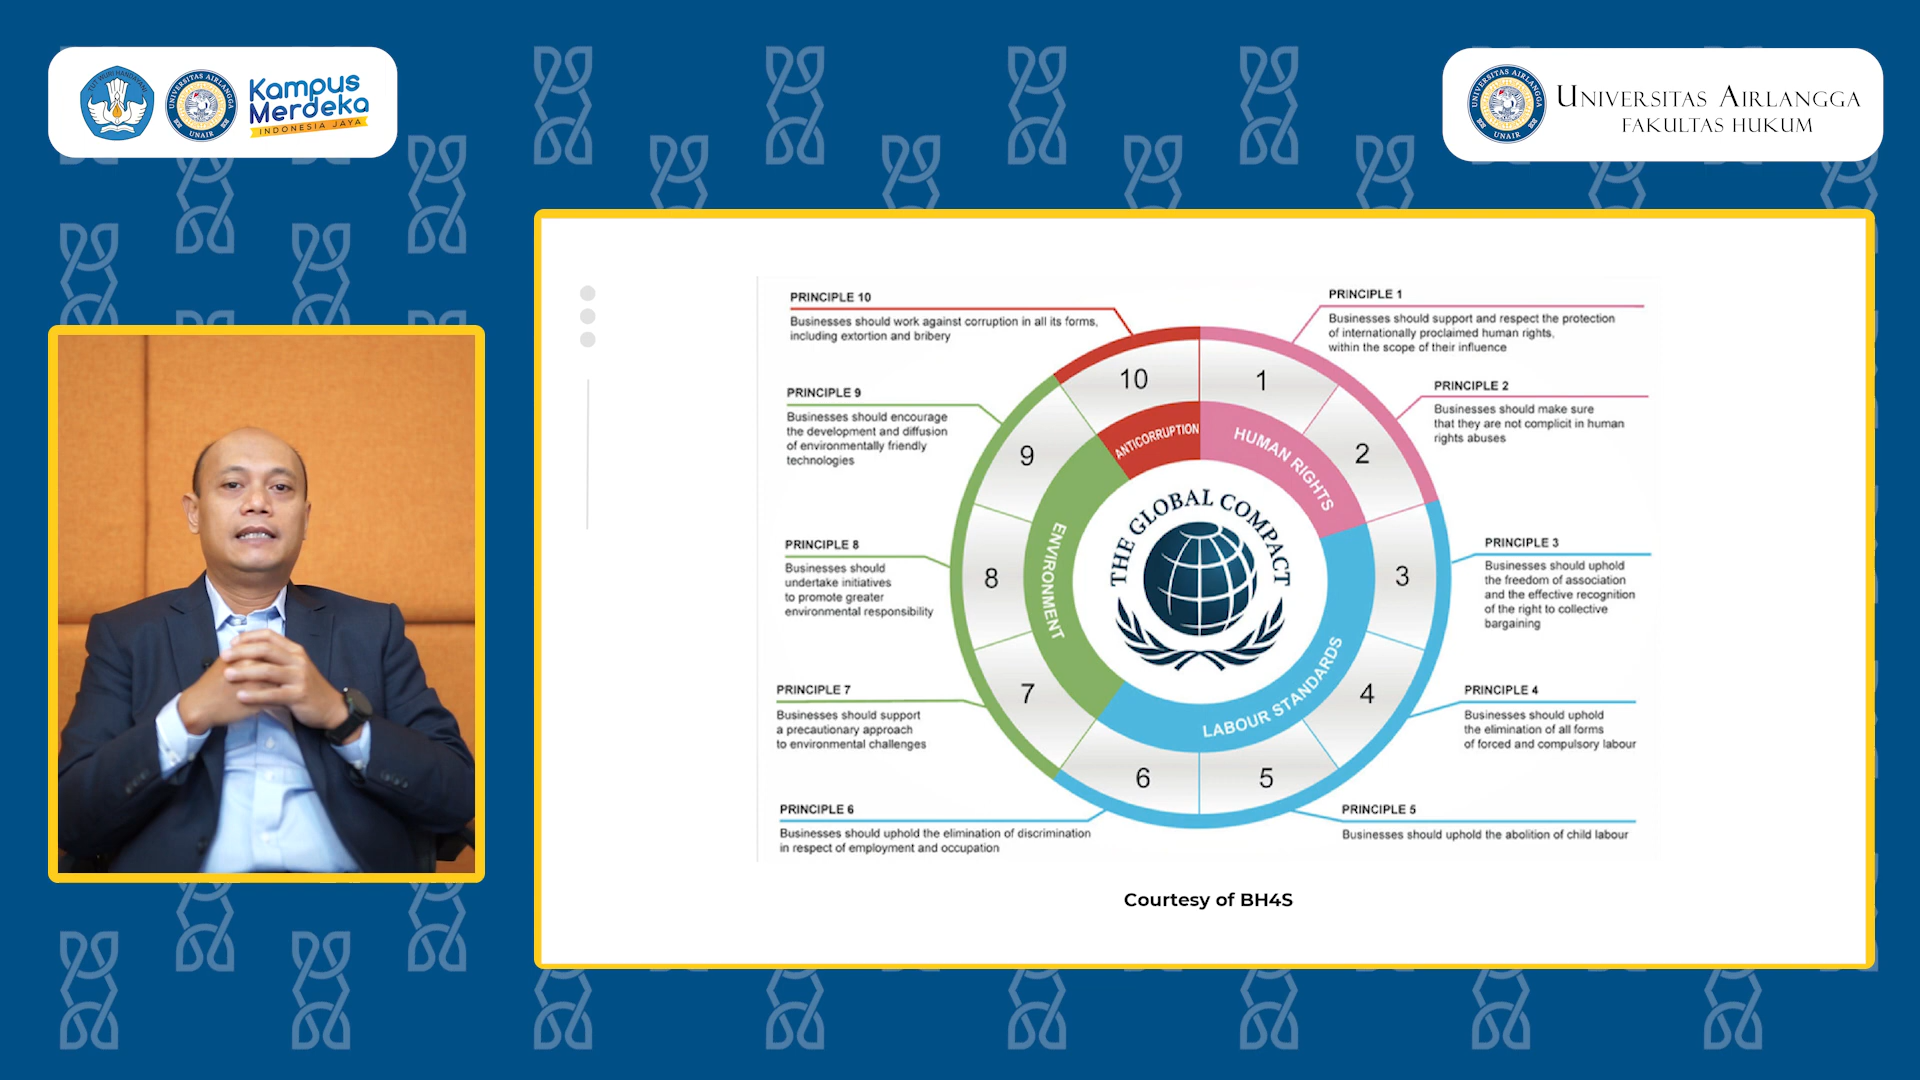 TUT WURI HANDAYANI
UNIVERSITAS AIRLANGGA
UNAIR
Kampus
Merdeka
INDONESIA JAYA
UNIVERSITAS AIRLANGGA
UNAIR
UNIVERSITAS AIRLANGGA
FAKULTAS HUKUM
PRINCIPLE 10
Businesses should work against corruption in all its forms,
including extortion and bribery
PRINCIPLE 1
Businesses should support and respect the protection
of internationally proclaimed human rights,
within the scope of their influence
PRINCIPLE 9
Businesses should encourage
the development and diffusion
of environmentally friendly
technologies
PRINCIPLE 2
Businesses should make sure
that they are not complicit in human
rights abuses
PRINCIPLE 8
Businesses should
undertake initiatives
to promote greater
environmental responsibility
PRINCIPLE 3
Businesses should uphold
the freedom of association
and the effective recognition
of the right to collective
bargaining
PRINCIPLE 7
Businesses should support
a precautionary approach
to environmental challenges
PRINCIPLE 4
Businesses should uphold
the elimination of all forms
of forced and compulsory labour
PRINCIPLE 6
Businesses should uphold the elimination of discrimination
in respect of employment and occupation
PRINCIPLE 5
Businesses should uphold the abolition of child labour
10
1
9
2
8
3
7
4
6
5
ANTICORRUPTION
HUMAN RIGHTS
ENVIRONMENT
LABOUR STANDARDS
THE GLOBAL COMPACT
Courtesy of BH4S